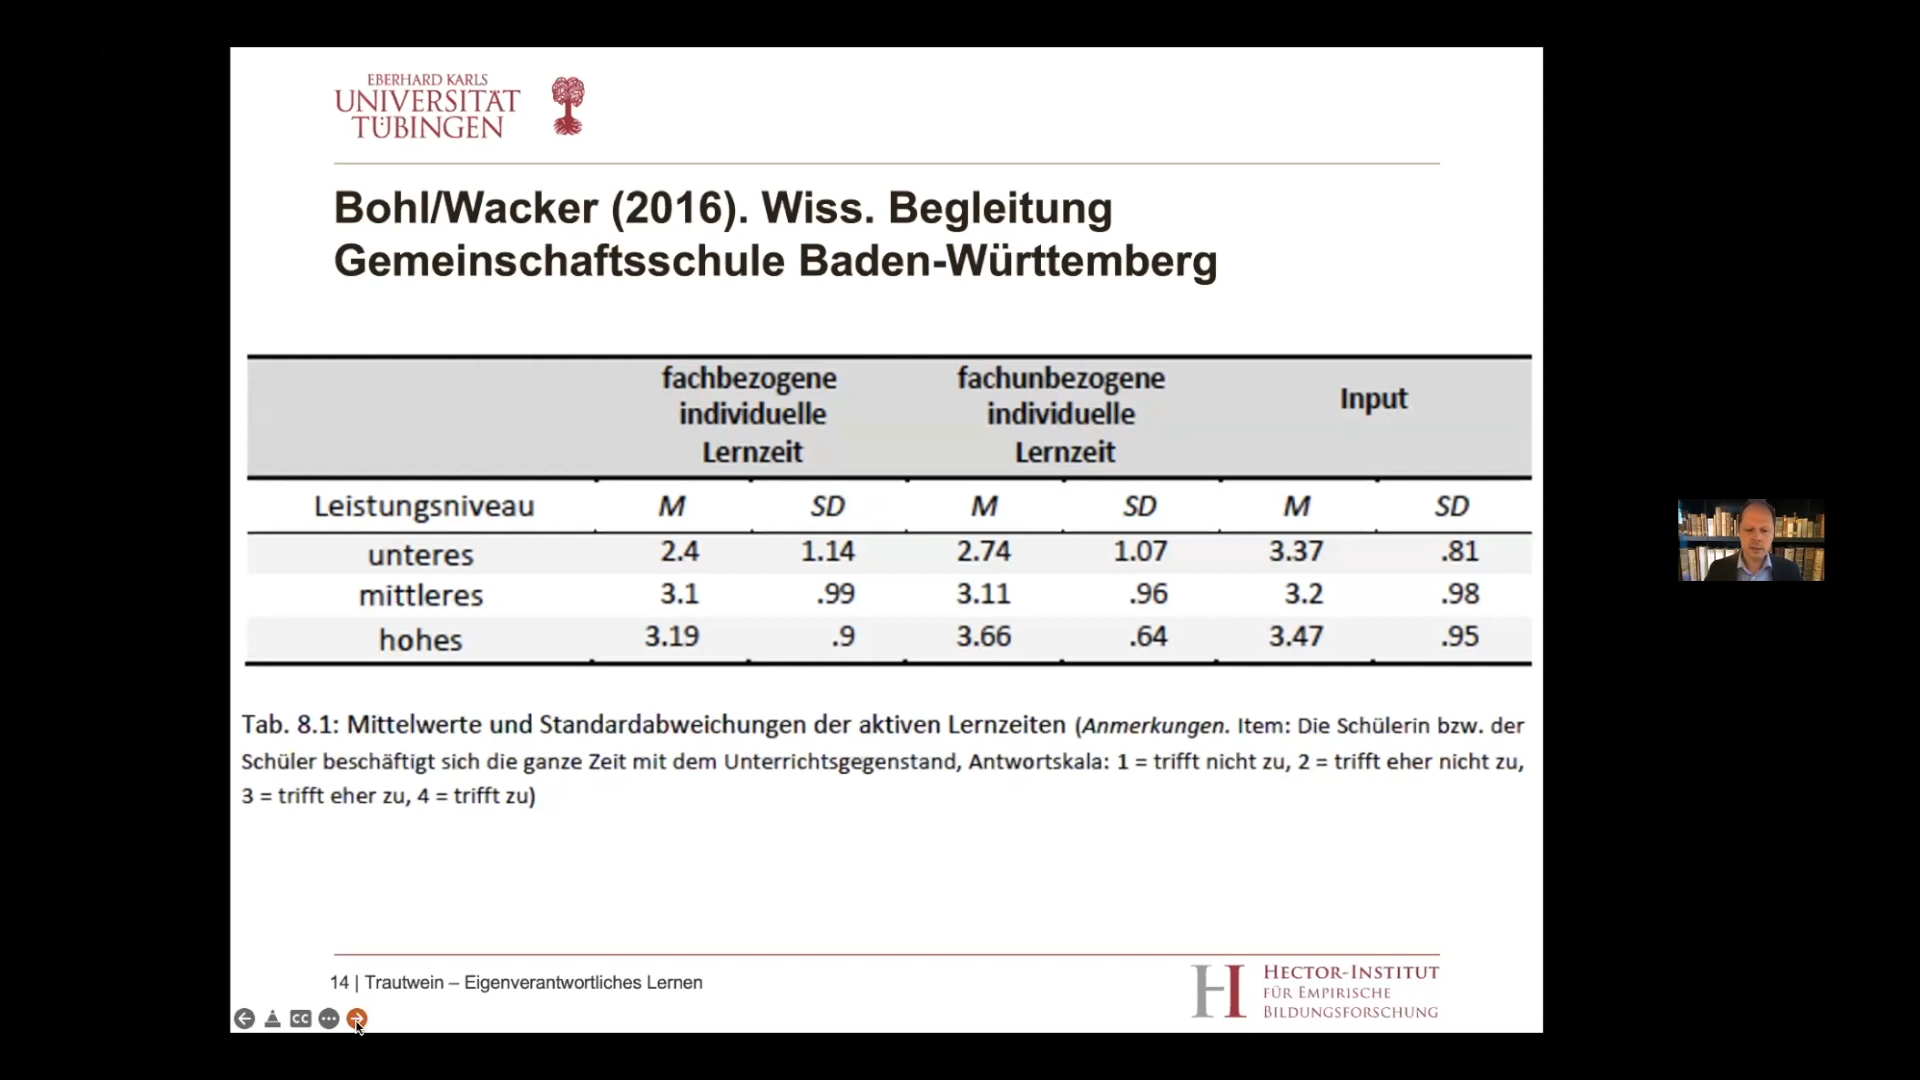 EBERHARD KARLS
UNIVERSITÄT
TÜBINGEN
Bohl/Wacker (2016). Wiss. Begleitung
Gemeinschaftsschule Baden-Württemberg
fachbezogene individuelle Lernzeit fachunbezogene individuelle Lernzeit Input
Leistungsniveau M SD M SD M SD
unteres 2.4 1.14 2.74 1.07 3.37 .81
mittleres 3.1 .99 3.11 .96 3.2 .98
hohes 3.19 .9 3.66 .64 3.47 .95
Tab. 8.1: Mittelwerte und Standardabweichungen der aktiven Lernzeiten (Anmerkungen. Item: Die Schülerin bzw. der
Schüler beschäftigt sich die ganze Zeit mit dem Unterrichtsgegenstand, Antwortskala: 1 = trifft nicht zu, 2 = trifft eher nicht zu,
3 = trifft eher zu, 4 = trifft zu)
14 | Trautwein – Eigenverantwortliches Lernen
H HECTOR-INSTITUT
FÜR EMPIRISCHE
BILDUNGSFORSCHUNG
CC